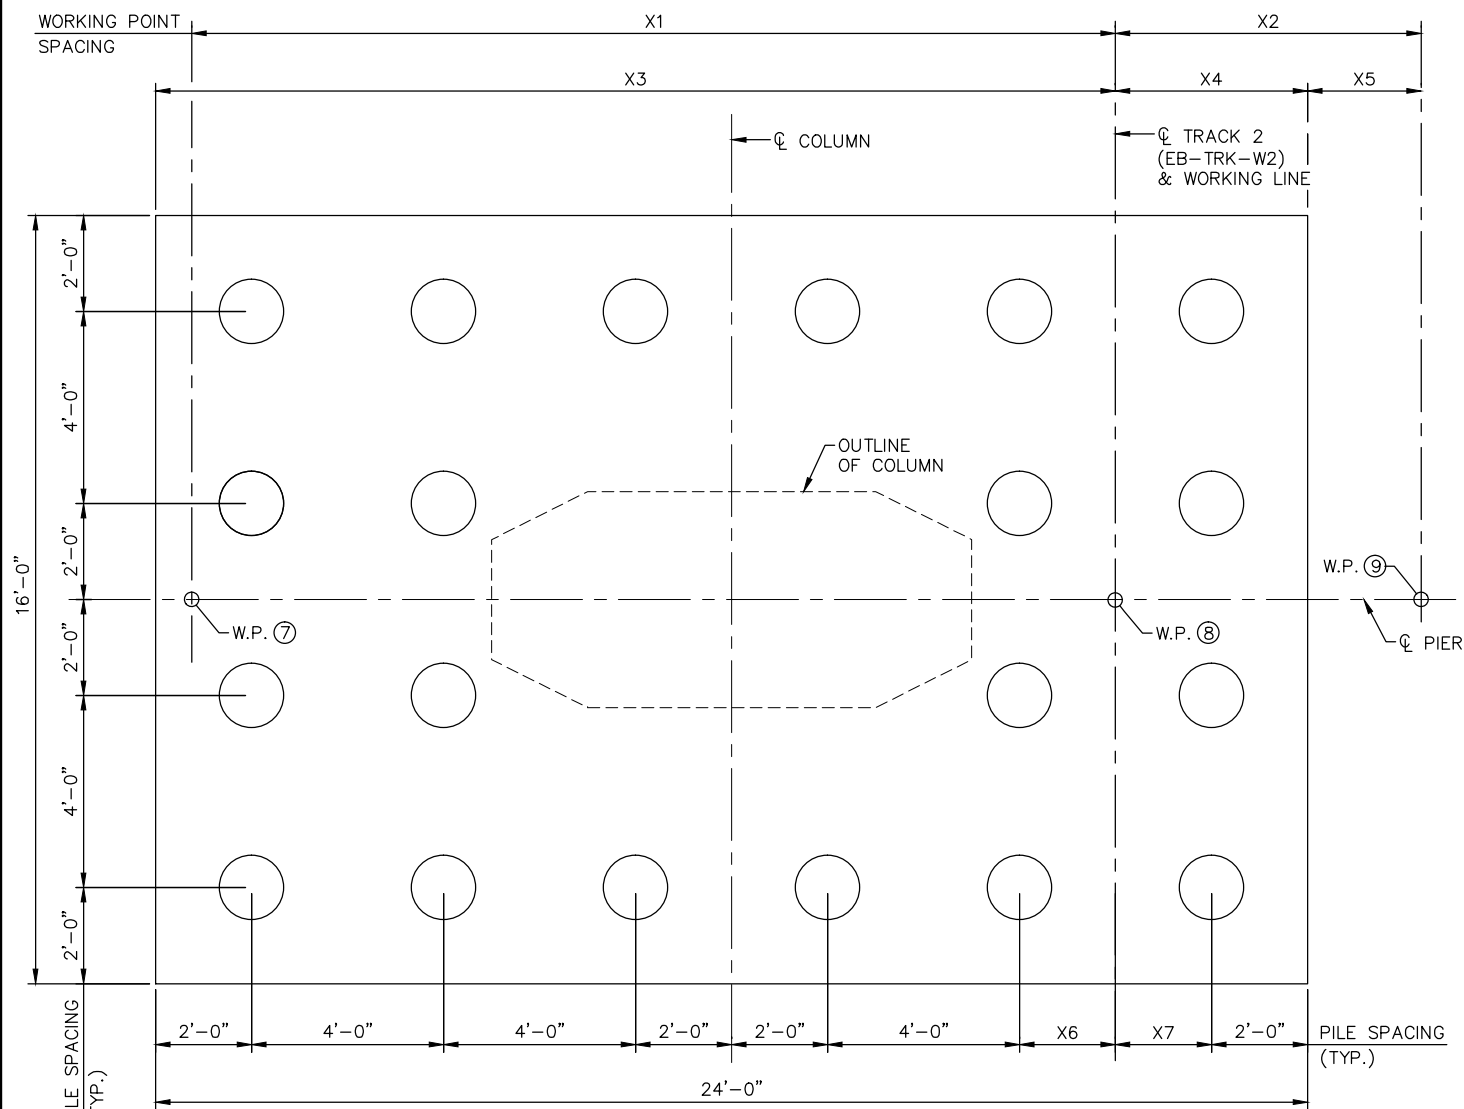 WORKING POINT
SPACING
X1
X2
X3
X4
X5
℄ COLUMN
℄ TRACK 2
(EB-TRK-W2)
& WORKING LINE
2'-0"
4'-0"
2'-0"
16'-0"
2'-0"
4'-0"
2'-0"
OUTLINE
OF COLUMN
W.P. 7
W.P. 8
W.P. 9
℄ PIER
LE SPACING
YP.)
2'-0"
4'-0"
4'-0"
2'-0"
2'-0"
4'-0"
X6
X7
2'-0"
PILE SPACING
(TYP.)
24'-0"